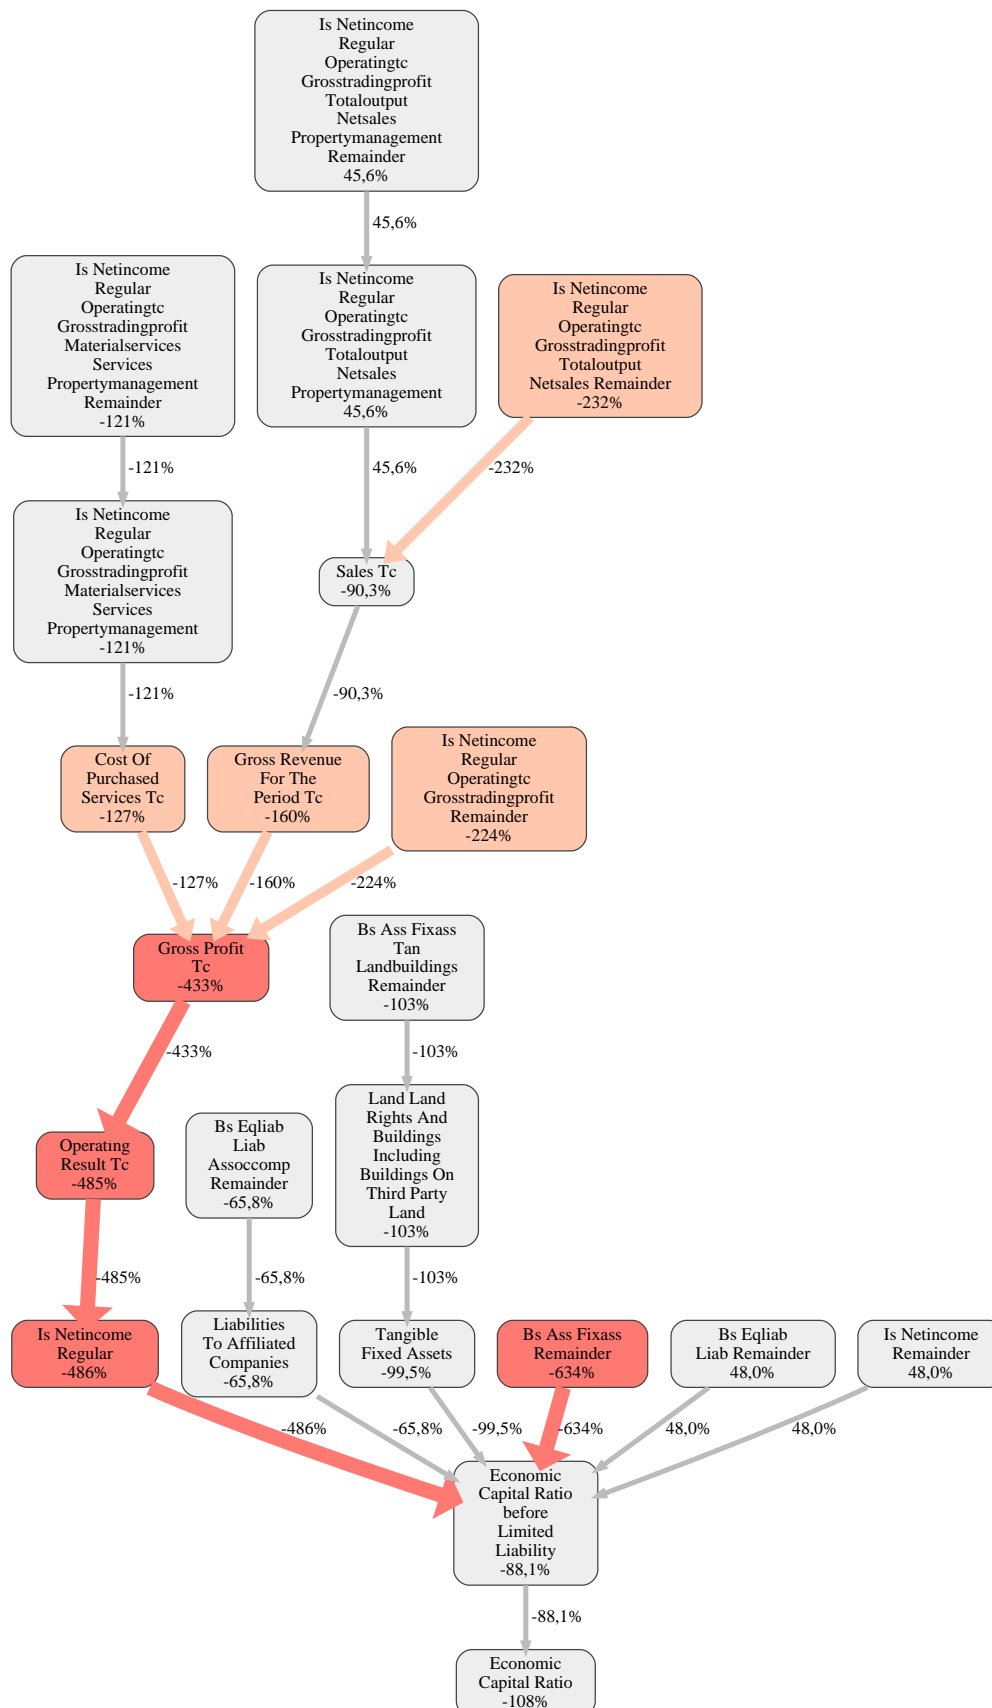 Is Netincome
Regular
Operatingtc
Grosstradingprofit
Totaloutput
Netsales
Propertymanagement
Remainder
45,6%
45,6%
Is Netincome
Regular
Operatingtc
Grosstradingprofit
Materialservices
Services
Propertymanagement
Remainder
-121%
Is Netincome
Regular
Operatingtc
Grosstradingprofit
Totaloutput
Netsales
Propertymanagement
45,6%
Is Netincome
Regular
Operatingtc
Grosstradingprofit
Totaloutput
Netsales Remainder
-232%
-121%
45,6%
-232%
Is Netincome
Regular
Operatingtc
Grosstradingprofit
Materialservices
Services
Propertymanagement
-121%
Sales Tc
-90,3%
-121%
-90,3%
Cost Of
Purchased
Services Tc
-127%
Gross Revenue
For The
Period Tc
-160%
Is Netincome
Regular
Operatingtc
Grosstradingprofit
Remainder
-224%
-127%
-160%
-224%
Gross Profit
Tc
-433%
Bs Ass Fixass
Tan
Landbuildings
Remainder
-103%
-433%
-103%
Operating
Result Tc
-485%
Bs Eqliab
Liab
Assoccomp
Remainder
-65,8%
Land Land
Rights And
Buildings
Including
Buildings On
Third Party
Land
-103%
-485%
-65,8%
-103%
Is Netincome
Regular
-486%
Liabilities
To Affiliated
Companies
-65,8%
Tangible
Fixed Assets
-99,5%
Bs Ass Fixass
Remainder
-634%
Bs Eqliab
Liab Remainder
48,0%
Is Netincome
Remainder
48,0%
-486%
-65,8%
-99,5%
-634%
48,0%
48,0%
Economic
Capital Ratio
before
Limited
Liability
-88,1%
-88,1%
Economic
Capital Ratio
-108%